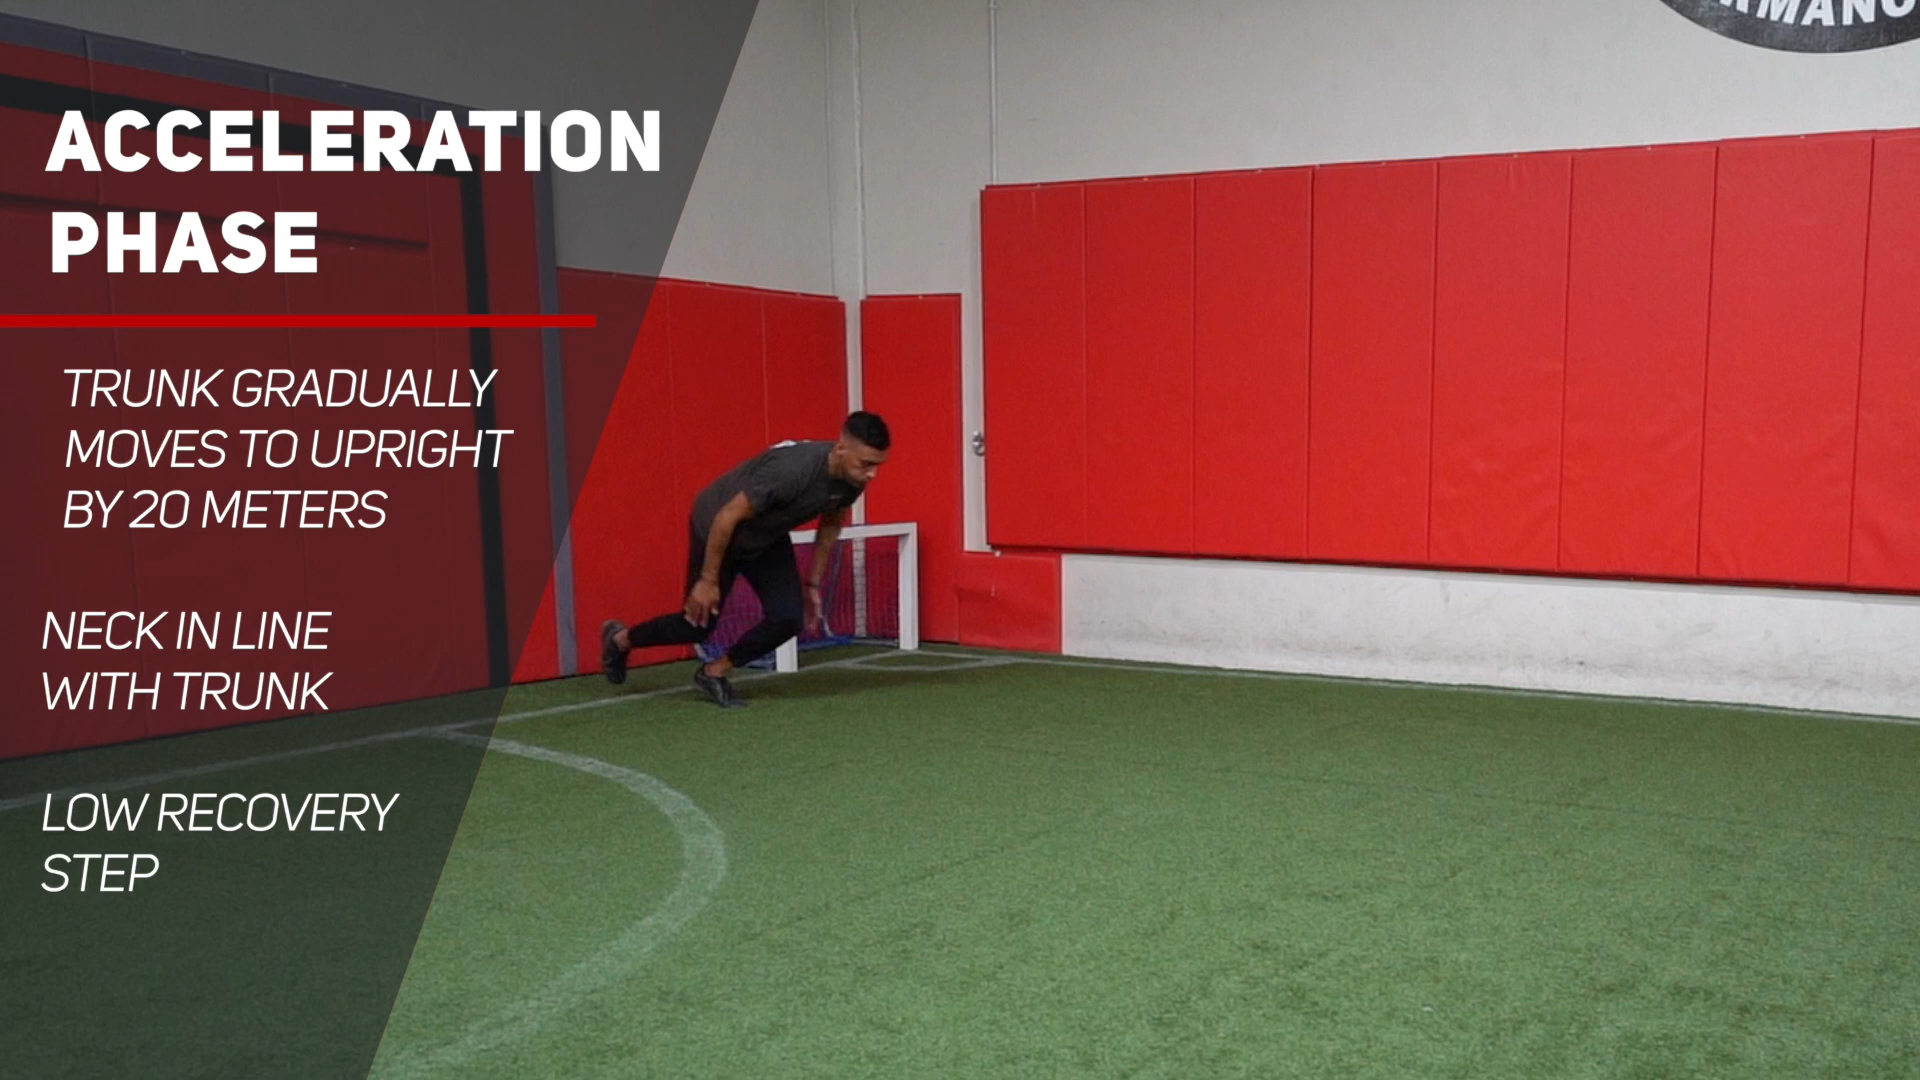 ACCELERATION
PHASE
TRUNK GRADUALLY
MOVES TO UPRIGHT
BY 20 METERS
NECK IN LINE
WITH TRUNK
LOW RECOVERY
STEP